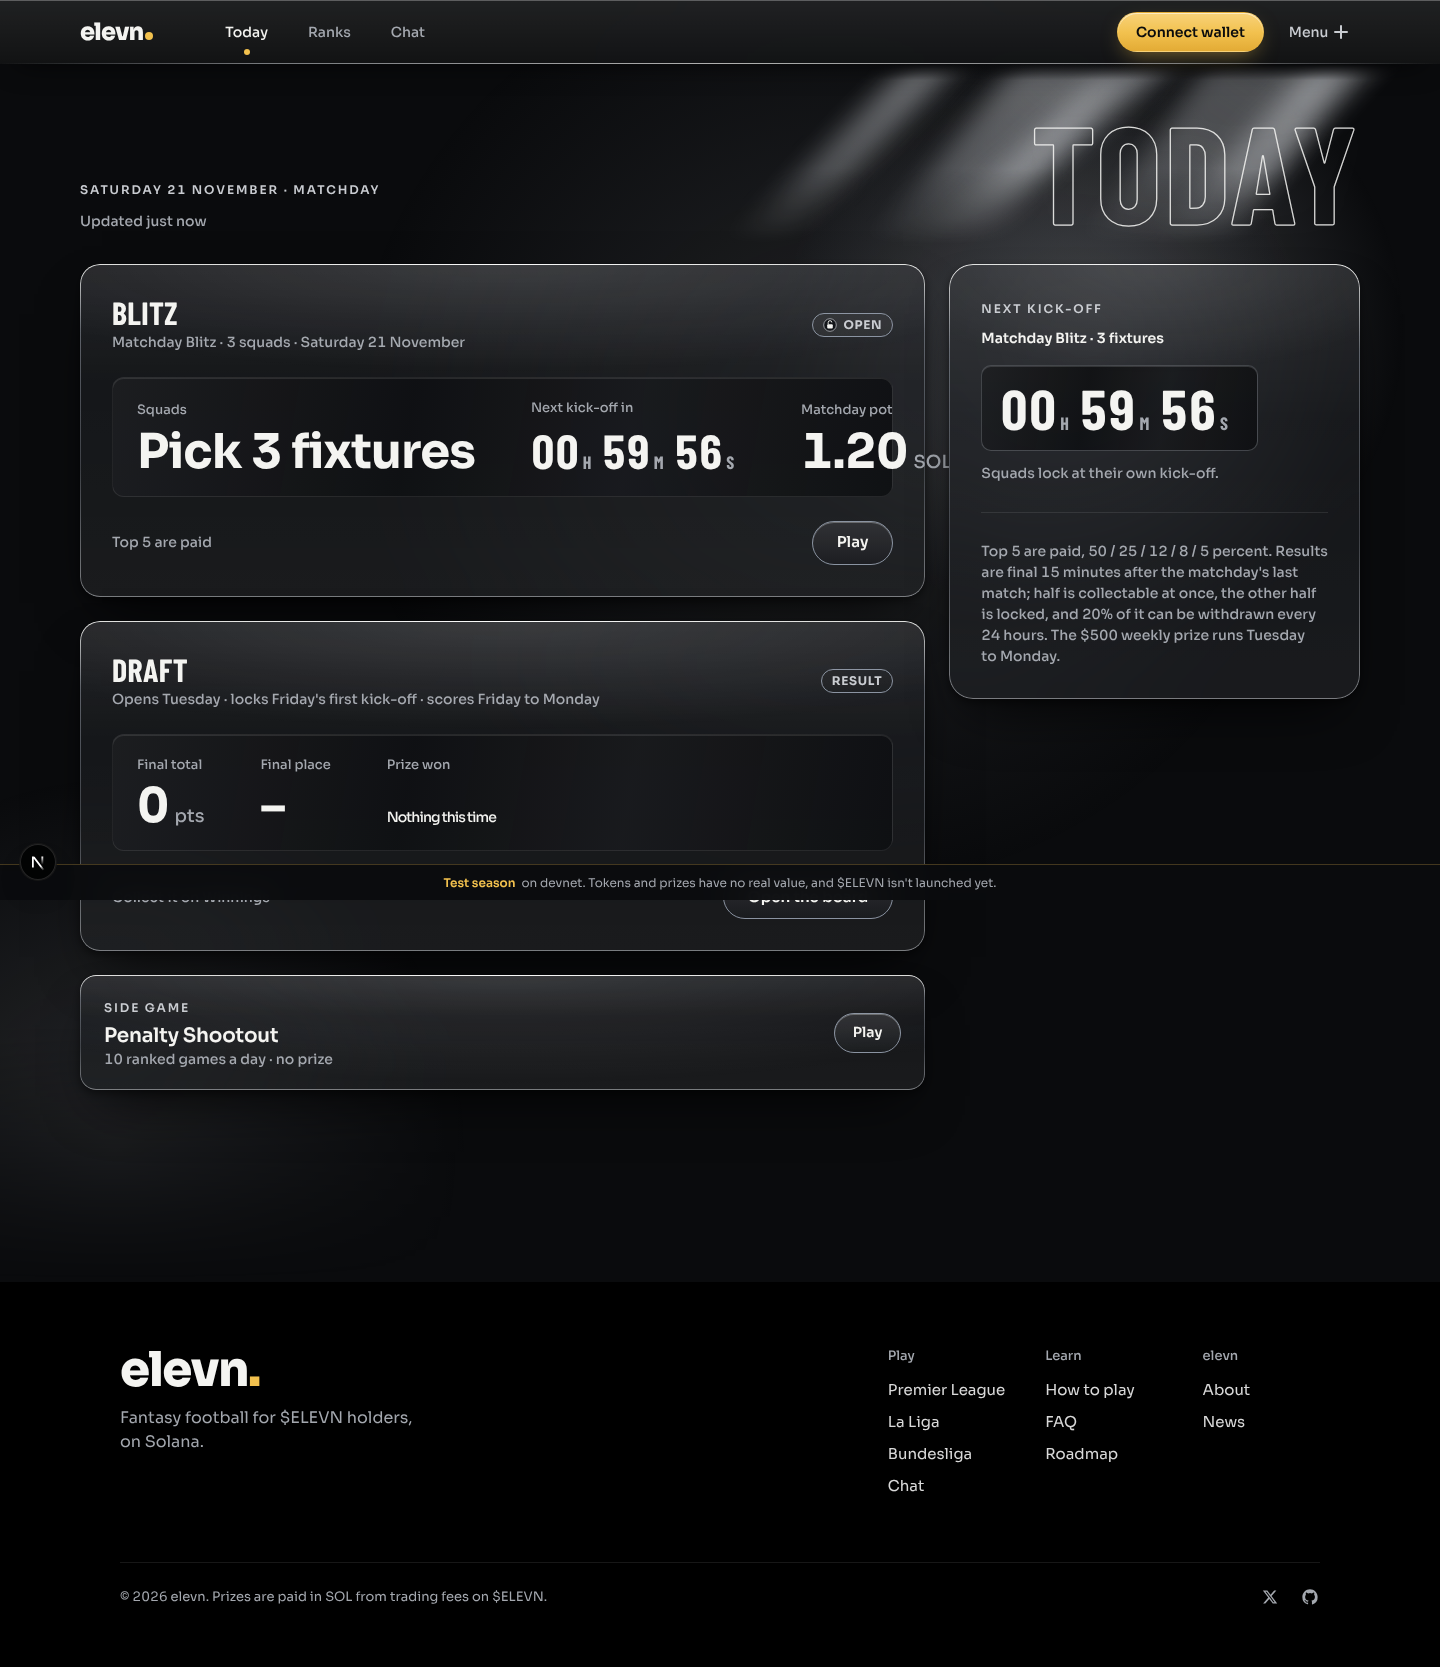 elevn.
Today
Ranks
Chat
Connect wallet
Menu
TODAY
SATURDAY 21 NOVEMBER · MATCHDAY
Updated just now
BLITZ
Matchday Blitz · 3 squads · Saturday 21 November
OPEN
Squads
Pick 3 fixtures
Next kick-off in
00H 59M 56S
Matchday pot
1.20 SOL
Top 5 are paid
Play
NEXT KICK-OFF
Matchday Blitz · 3 fixtures
00H 59M 56S
Squads lock at their own kick-off.
Top 5 are paid, 50 / 25 / 12 / 8 / 5 percent. Results
are final 15 minutes after the matchday's last
match; half is collectable at once, the other half
is locked, and 20% of it can be withdrawn every
24 hours. The $500 weekly prize runs Tuesday
to Monday.
DRAFT
Opens Tuesday · locks Friday's first kick-off · scores Friday to Monday
RESULT
Final total
0 pts
Final place
–
Prize won
Nothing this time
N
Test season on devnet. Tokens and prizes have no real value, and $ELEVN isn't launched yet.
Collect it on Winnings
Open the board
SIDE GAME
Penalty Shootout
10 ranked games a day · no prize
Play
elevn.
Fantasy football for $ELEVN holders,
on Solana.
Play
Premier League
La Liga
Bundesliga
Chat
Learn
How to play
FAQ
Roadmap
elevn
About
News
© 2026 elevn. Prizes are paid in SOL from trading fees on $ELEVN.